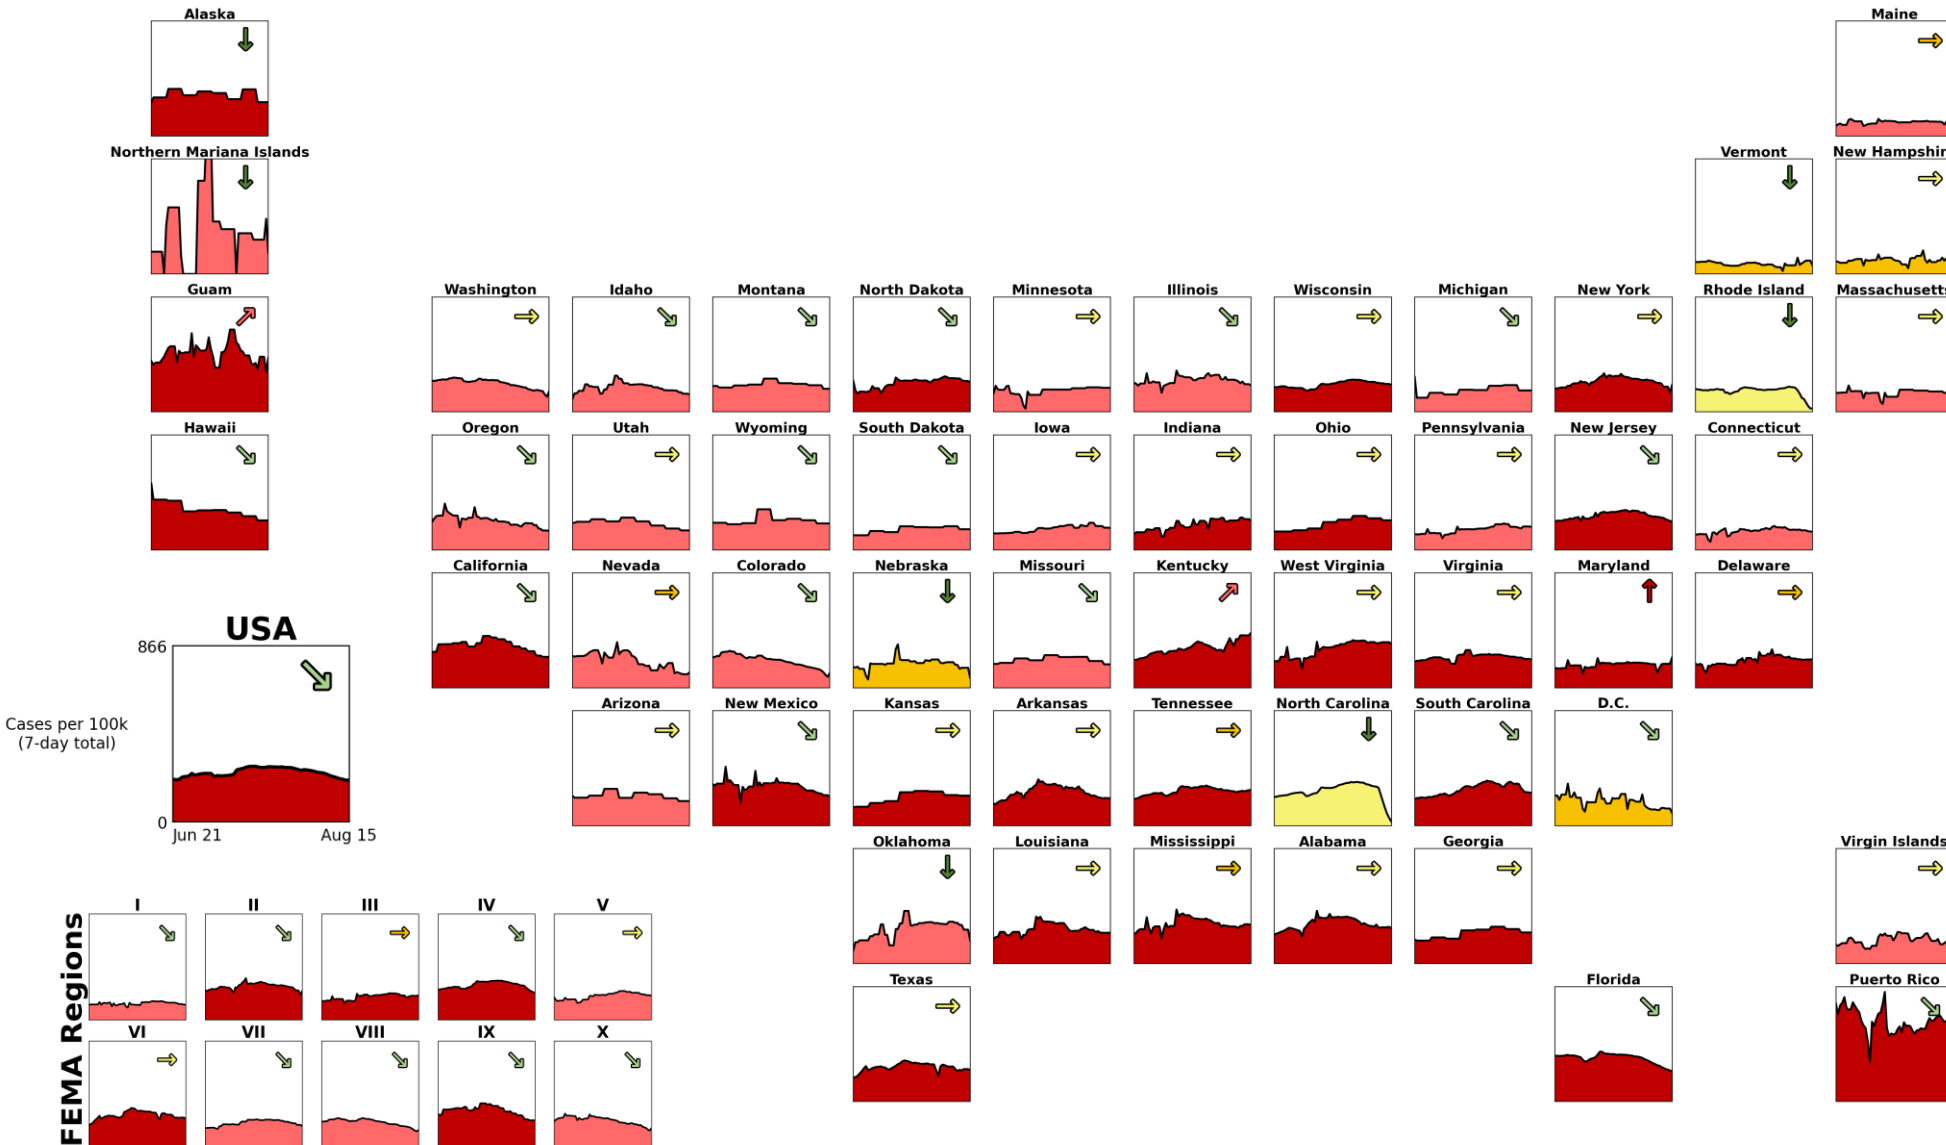 Alaska
Maine
Northern Mariana Islands
Vermont
New Hampshir
Guam
Washington
Idaho
Montana
North Dakota
Minnesota
Illinois
Wisconsin
Michigan
New York
Rhode Island
Massachusetts
Hawaii
Oregon
Utah
Wyoming
South Dakota
Iowa
Indiana
Ohio
Pennsylvania
New Jersey
Connecticut
California
Nevada
Colorado
Nebraska
Missouri
Kentucky
West Virginia
Virginia
Maryland
Delaware
USA
866
Cases per 100k
(7-day total)
0
Jun 21
Aug 15
Arizona
New Mexico
Kansas
Arkansas
Tennessee
North Carolina
South Carolina
D.C.
Oklahoma
Louisiana
Mississippi
Alabama
Georgia
Virgin Islands
Texas
Florida
Puerto Rico
FEMA Regions
I
II
III
IV
V
VI
VII
VIII
IX
X